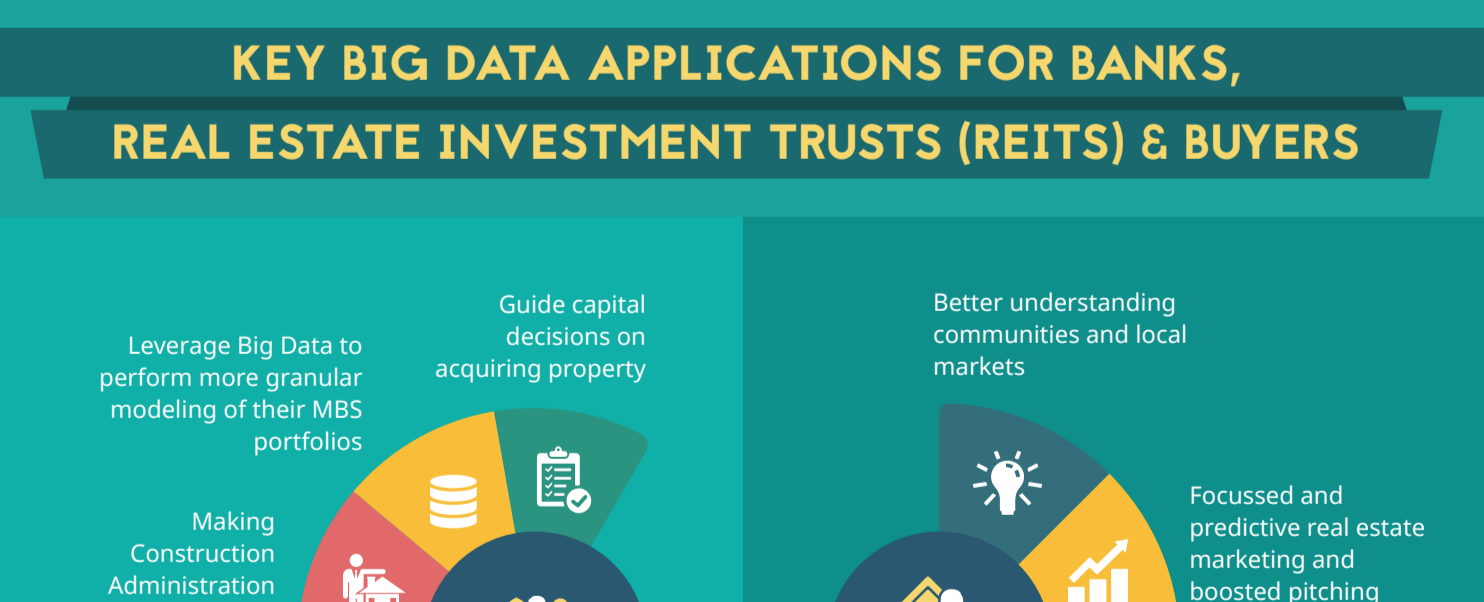 KEY BIG DATA APPLICATIONS FOR BANKS,
REAL ESTATE INVESTMENT TRUSTS (REITS) & BUYERS
Guide capital
decisions on
acquiring property
Leverage Big Data to
perform more granular
modeling of their MBS
portfolios
Making
Construction
Administration
Better understanding
communities and local
markets
Focussed and
predictive real estate
marketing and
boosted pitching